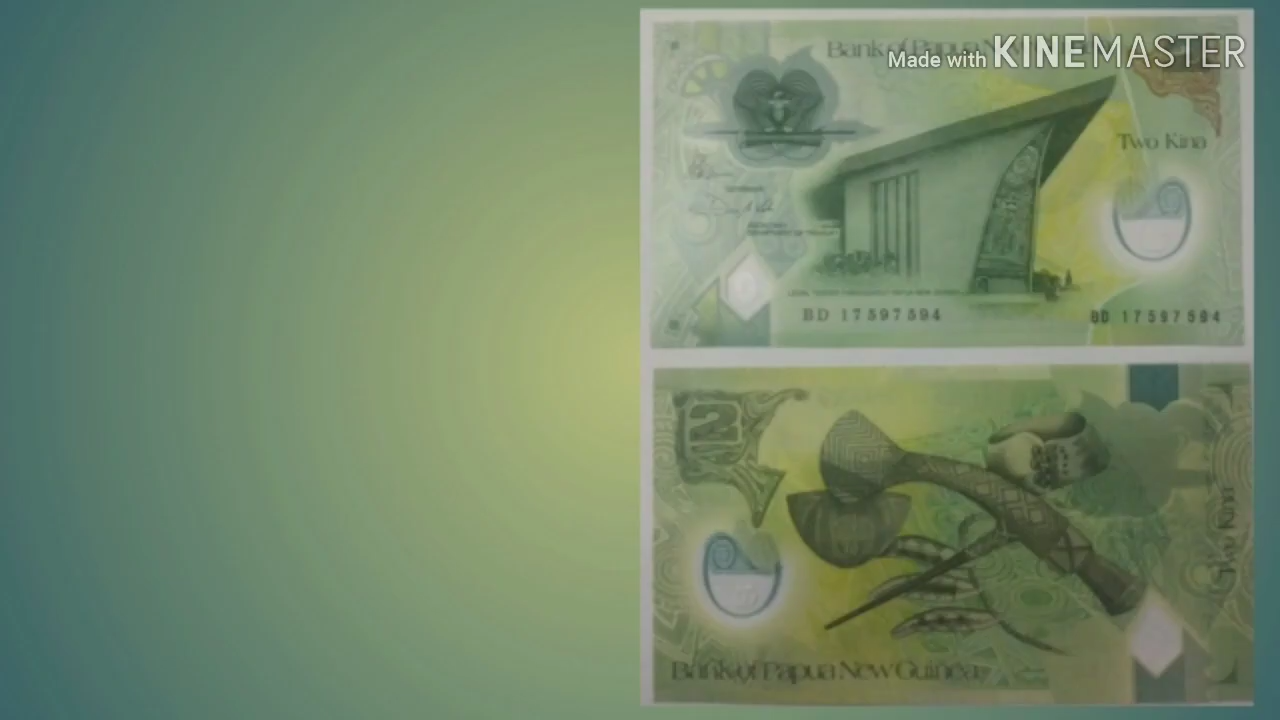 Bank of Papua New
Made with KINEMASTER
Two Kina
BD 17597594
BD 17597594
2
Two Kina
Bank of Papua New Guinea